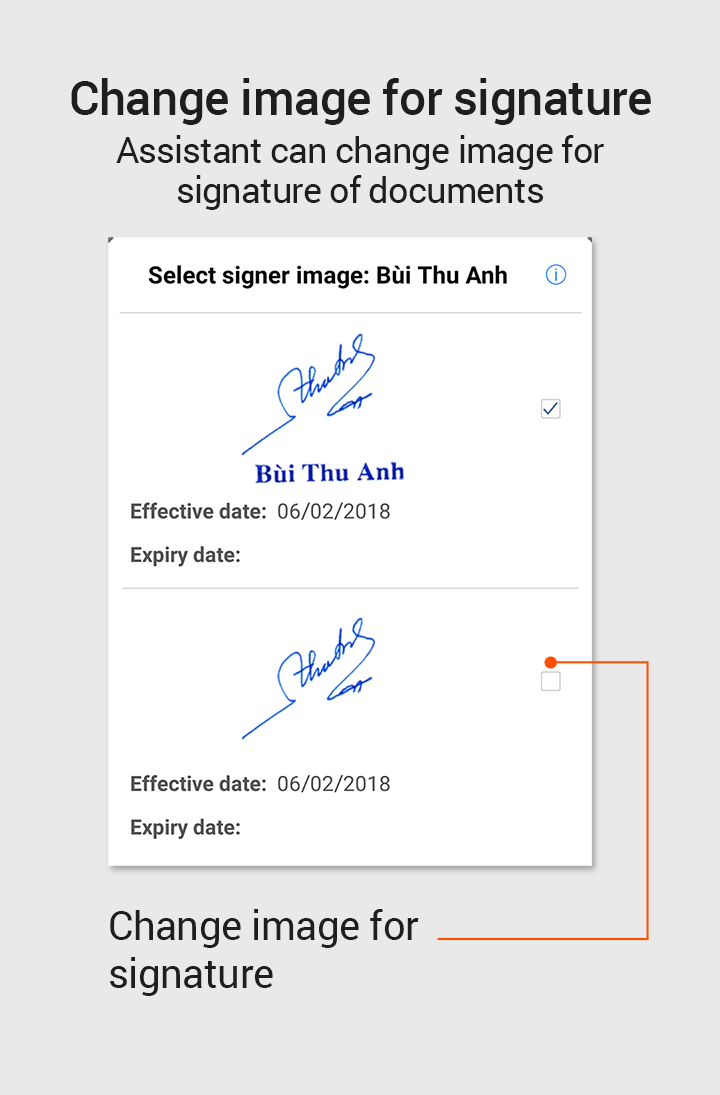 Change image for signature
Assistant can change image for
signature of documents
Select signer image: Bùi Thu Anh
Bùi Thu Anh
Effective date: 06/02/2018
Expiry date:
Effective date: 06/02/2018
Expiry date:
Change image for
signature